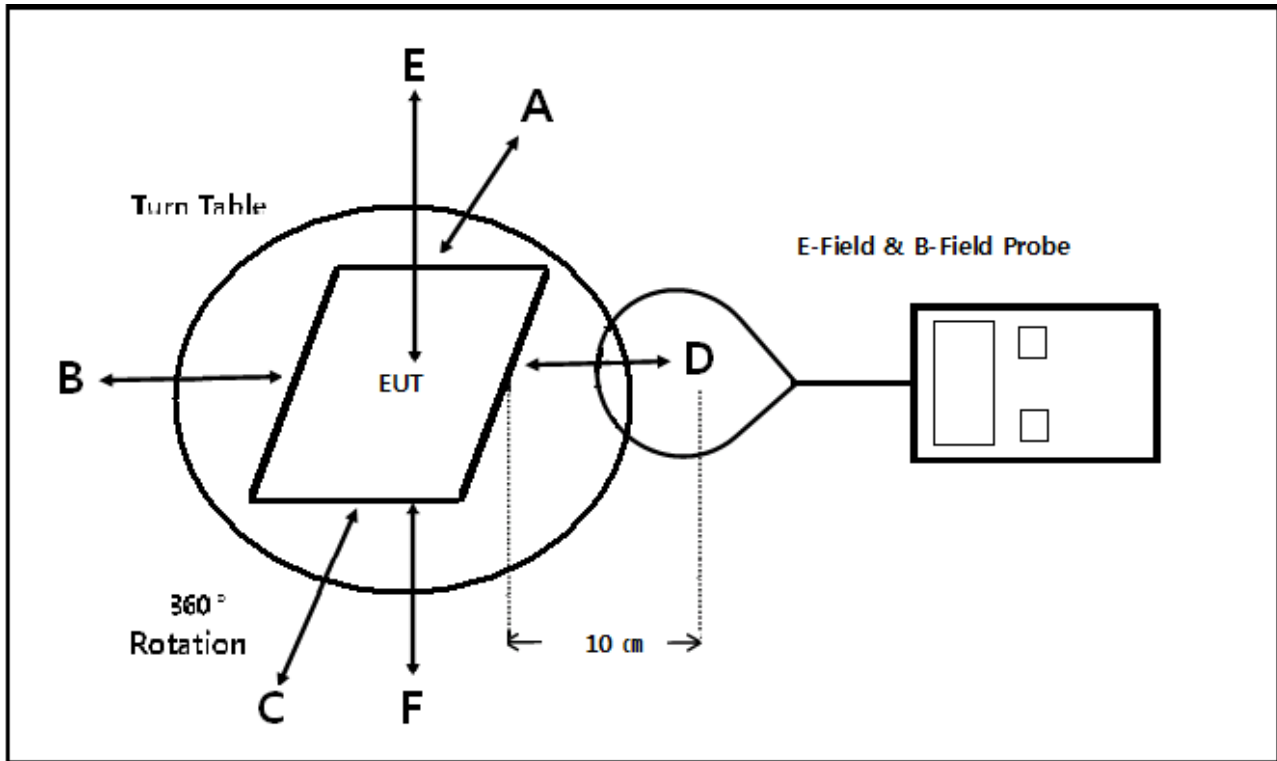 E
A
Turn Table
E-Field & B-Field Probe
B
EUT
D
360°
Rotation
10 ㎝
C
F